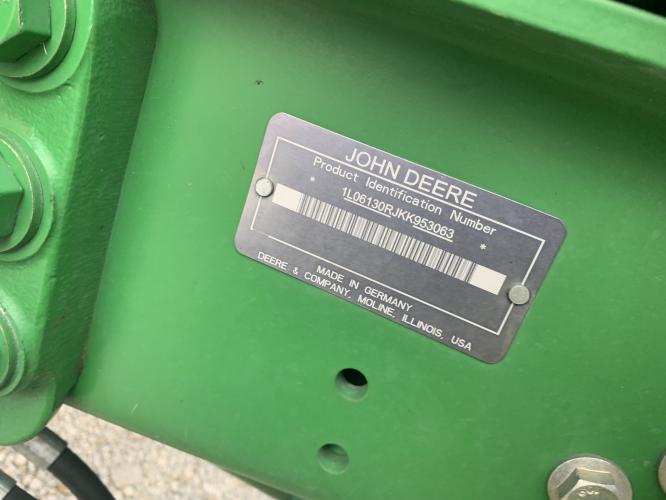 JOHN DEERE
Product Identification Number
* 1L06130RJKK953063 *
MADE IN GERMANY
DEERE & COMPANY, MOLINE, ILLINOIS, USA